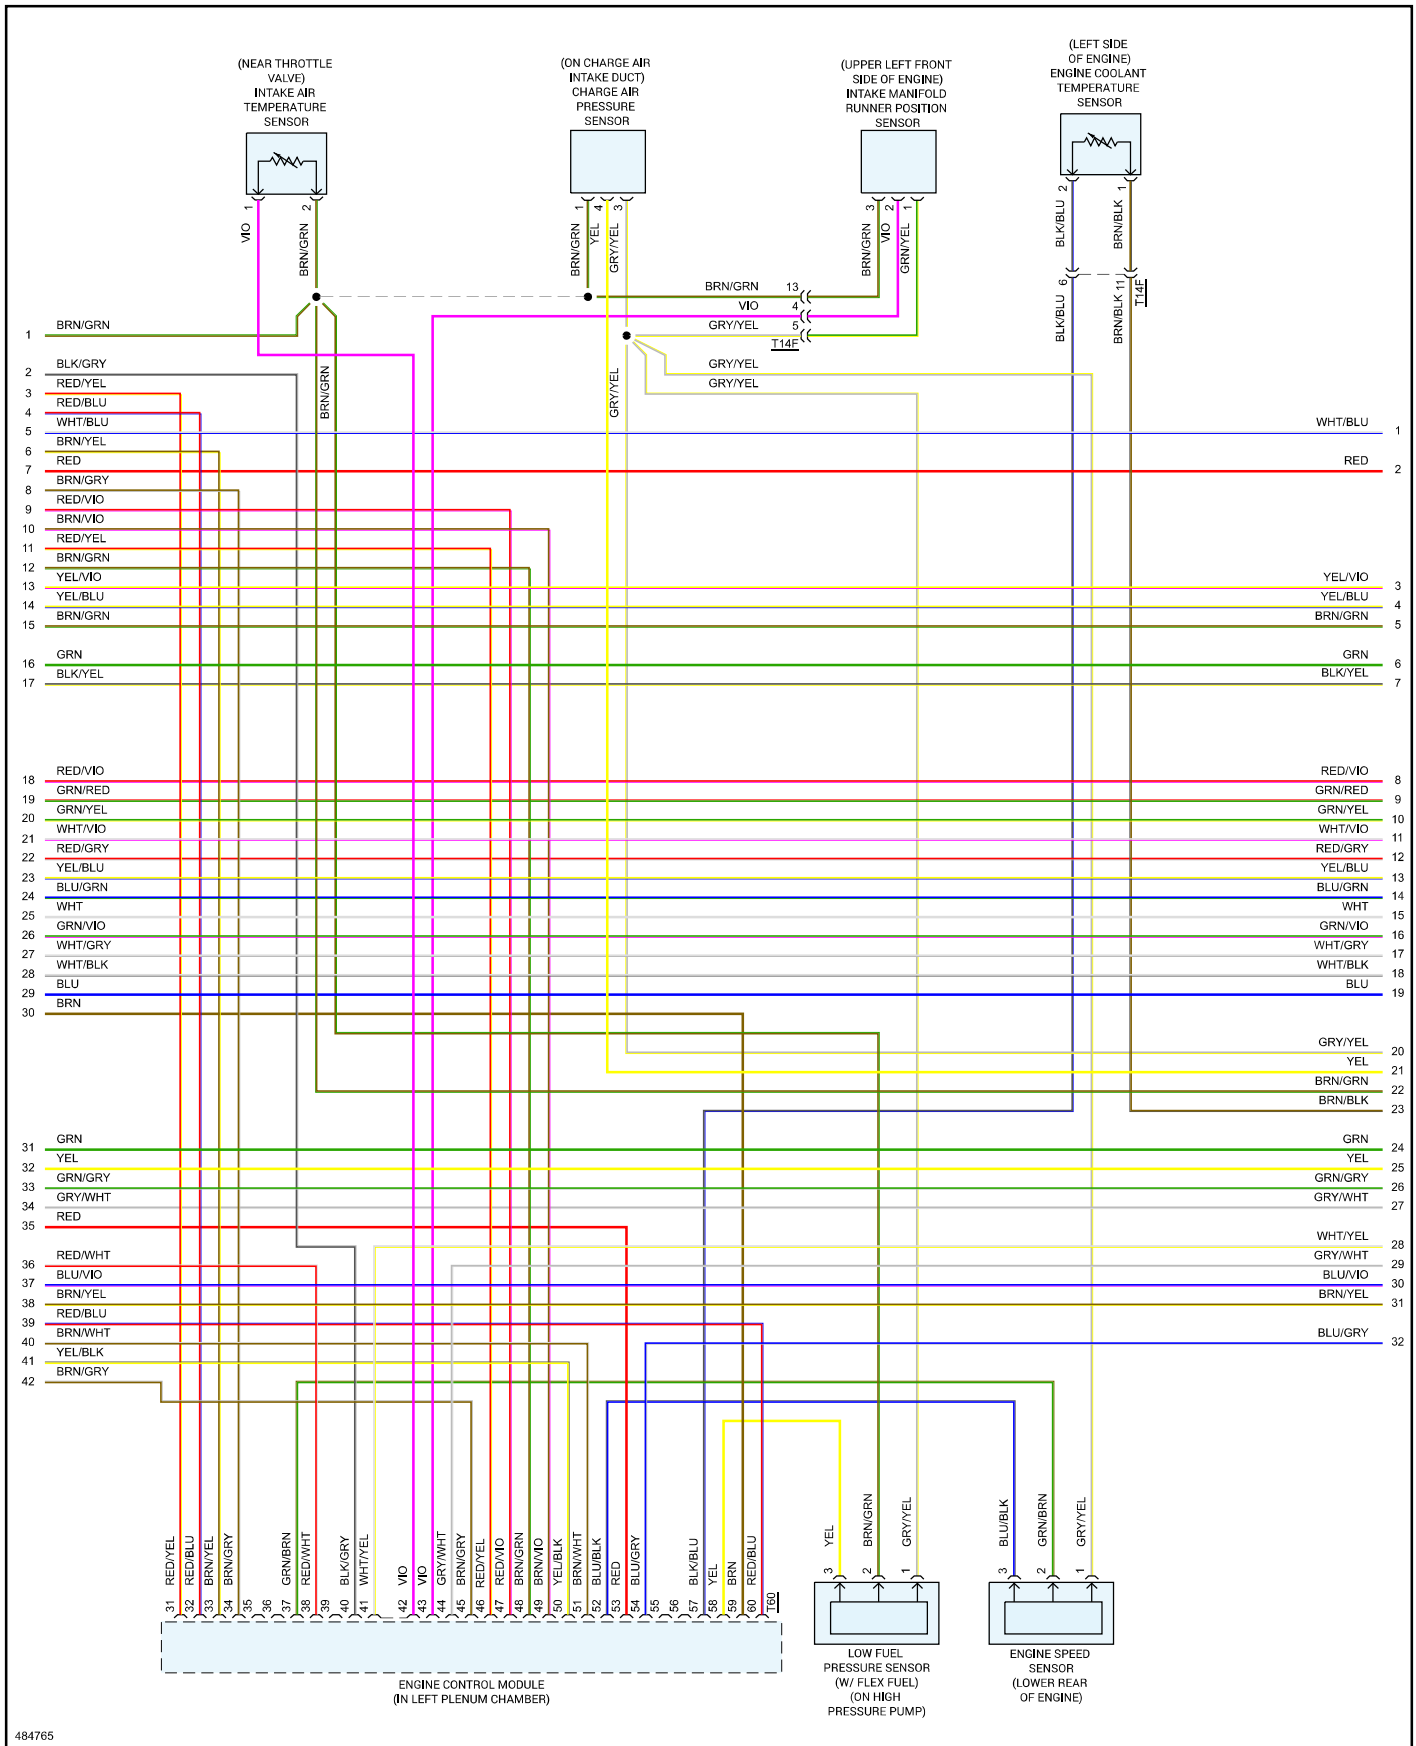 (NEAR THROTTLE
VALVE)
INTAKE AIR
TEMPERATURE
SENSOR
(ON CHARGE AIR
INTAKE DUCT)
CHARGE AIR
PRESSURE
SENSOR
(UPPER LEFT FRONT
SIDE OF ENGINE)
INTAKE MANIFOLD
RUNNER POSITION
SENSOR
(LEFT SIDE
OF ENGINE)
ENGINE COOLANT
TEMPERATURE
SENSOR
1 2
1 4 3
3 2 1
2 1
VIO BRN/GRN
BRN/GRN YEL GRY/YEL
BRN/GRN VIO GRN/YEL
BLK/BLU BRN/BLK
6 11 T14F
BLK/BLU BRN/BLK
BRN/GRN 13
VIO 4
GRY/YEL 5
T14F
GRY/YEL
GRY/YEL
BRN/GRN
GRY/YEL
1 BRN/GRN
2 BLK/GRY
3 RED/YEL
4 RED/BLU
5 WHT/BLU WHT/BLU 1
6 BRN/YEL
7 RED RED 2
8 BRN/GRY
9 RED/VIO
10 BRN/VIO
11 RED/YEL
12 BRN/GRN
13 YEL/VIO YEL/VIO 3
14 YEL/BLU YEL/BLU 4
15 BRN/GRN BRN/GRN 5
16 GRN GRN 6
17 BLK/YEL BLK/YEL 7
18 RED/VIO RED/VIO 8
19 GRN/RED GRN/RED 9
20 GRN/YEL GRN/YEL 10
21 WHT/VIO WHT/VIO 11
22 RED/GRY RED/GRY 12
23 YEL/BLU YEL/BLU 13
24 BLU/GRN BLU/GRN 14
25 WHT WHT 15
26 GRN/VIO GRN/VIO 16
27 WHT/GRY WHT/GRY 17
28 WHT/BLK WHT/BLK 18
29 BLU BLU 19
30 BRN
GRY/YEL 20
YEL 21
BRN/GRN 22
BRN/BLK 23
31 GRN GRN 24
32 YEL YEL 25
33 GRN/GRY GRN/GRY 26
34 GRY/WHT GRY/WHT 27
35 RED
WHT/YEL 28
36 RED/WHT GRY/WHT 29
37 BLU/VIO BLU/VIO 30
38 BRN/YEL BRN/YEL 31
39 RED/BLU
40 BRN/WHT BLU/GRY 32
41 YEL/BLK
42 BRN/GRY
31 RED/YEL
32 RED/BLU
33 BRN/YEL
34 BRN/GRY
35
36
37 GRN/BRN
38 RED/WHT
39
40 BLK/GRY
41 WHT/YEL
42 VIO
43 VIO
44 GRY/WHT
45 BRN/GRY
46 RED/YEL
47 RED/VIO
48 BRN/GRN
49 BRN/VIO
50 YEL/BLK
51 BRN/WHT
52 BLU/BLK
53 RED
54 BLU/GRY
55
56
57 BLK/BLU
58 YEL
59 BRN
60 RED/BLU
T60
3 YEL
2 BRN/GRN
1 GRY/YEL
3 BLU/BLK
2 GRN/BRN
1 GRY/YEL
ENGINE CONTROL MODULE
(IN LEFT PLENUM CHAMBER)
LOW FUEL
PRESSURE SENSOR
(W/ FLEX FUEL)
(ON HIGH
PRESSURE PUMP)
ENGINE SPEED
SENSOR
(LOWER REAR
OF ENGINE)
484765